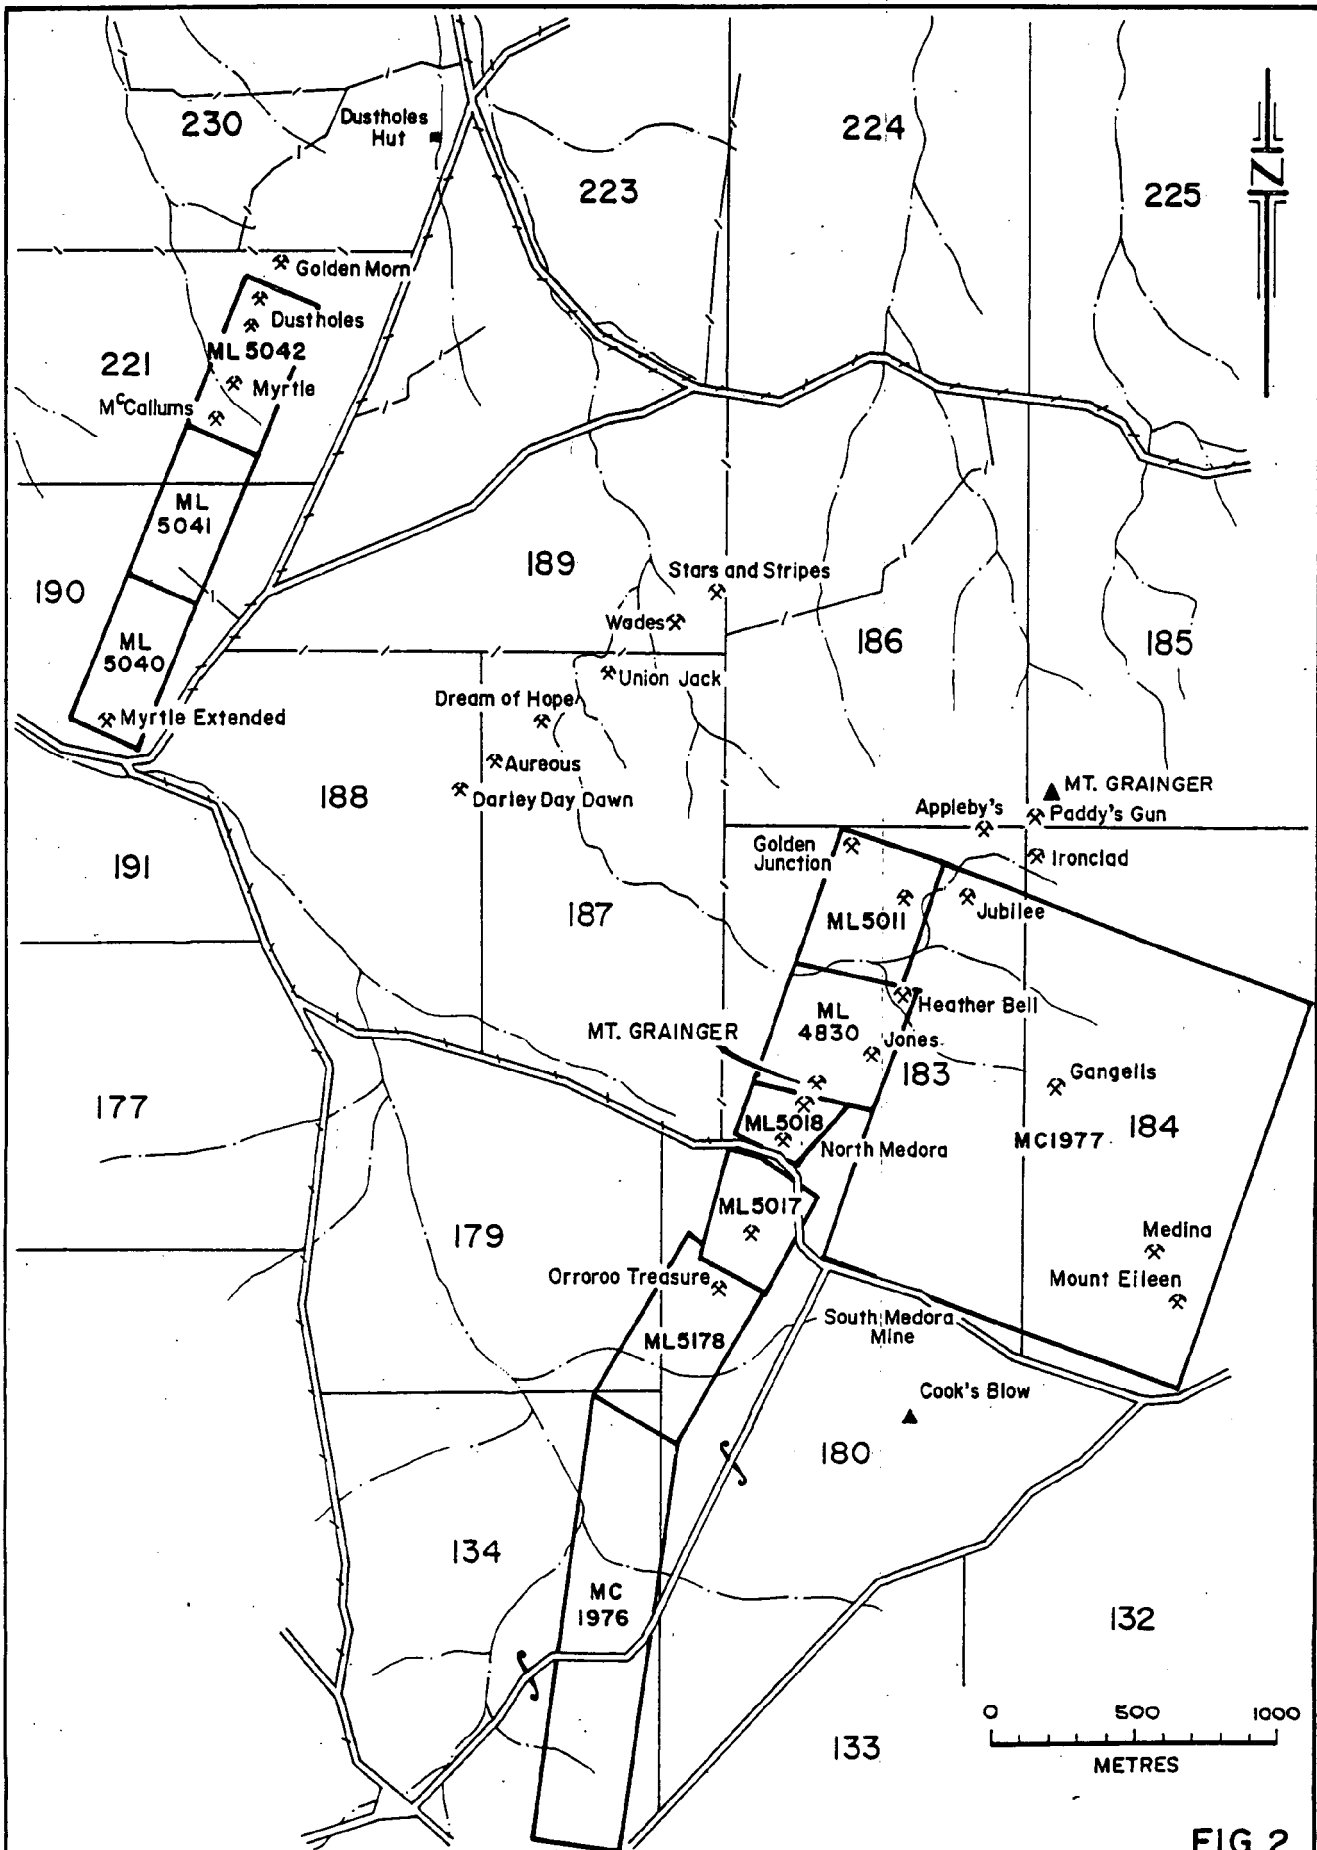 230
Dustholes
Hut
223
224
225
N
Golden Morn
Dustholes
ML 5042
221
Myrtle
McCallums
ML
5041
190
189
Stars and Stripes
Wades
186
185
ML
5040
Union Jack
Dream of Hope
Myrtle Extended
Aureous
188
Darley Day Dawn
MT. GRAINGER
Appleby's
Paddy's Gun
Golden
Junction
Ironclad
191
187
ML5011
Jubilee
Heather Bell
ML
4830
MT. GRAINGER
Jones
183
Gangells
177
ML5018
MC1977
184
North Medora
ML5017
179
Medina
Orroroo Treasure
Mount Eileen
South Medora
Mine
ML5178
Cook's Blow
180
134
MC
1976
132
0 500 1000
METRES
133
FIG 2